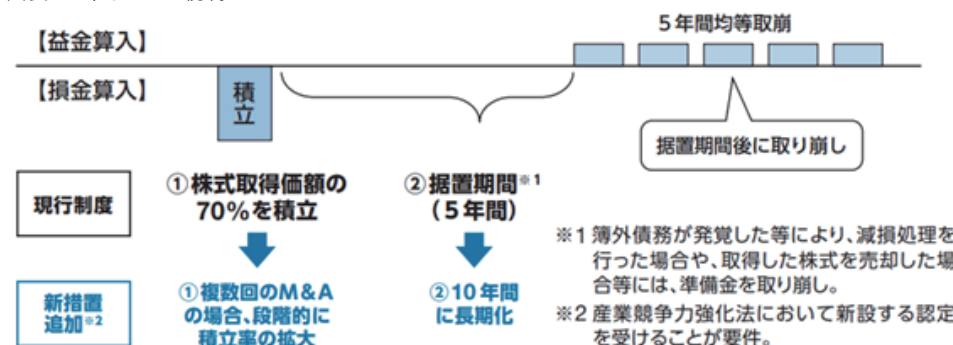 5年間均等取崩
【益金算入】
【損金算入】
積立
据置期間後に取り崩し
現行制度
①株式取得価額の
70%を積立
②据置期間※1
(5年間)
新措置
追加※2
①複数回のM&A
の場合、段階的に
積立率の拡大
②10年間
に長期化
※1 簿外債務が発覚した等により、減損処理を
行った場合や、取得した株式を売却した場
合等には、準備金を取り崩し。
※2 産業競争力強化法において新設する認定
を受けることが要件。